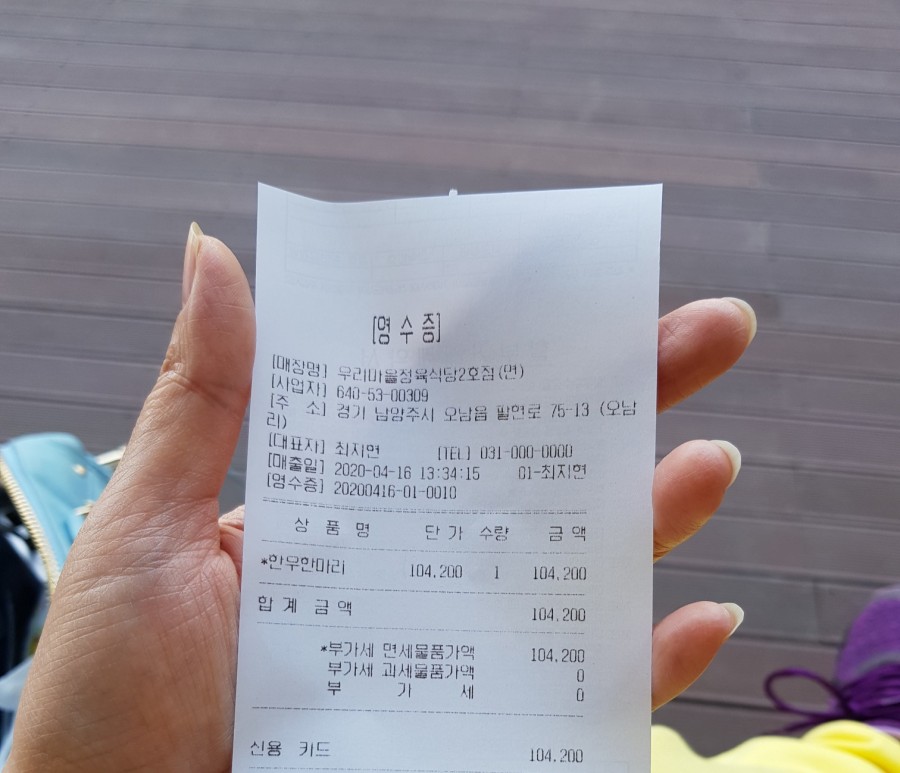 [영 수 증]
[매장명] 우리마을정육식당2호점(면)
[사업자] 640-53-00309
[주 소] 경기 남양주시 오남읍 팔현로 75-13 (오남
리)
[대표자] 최지현 [TEL] 031-000-0000
[매출일] 2020-04-16 13:34:15 01-최지현
[영수증] 20200416-01-0010
상 품 명 단 가 수량 금 액
*한우한마리 104,200 1 104,200
합 계 금 액 104,200
*부가세 면세물품가액 104,200
부가세 과세물품가액 0
부 가 세 0
신용 카드 104,200